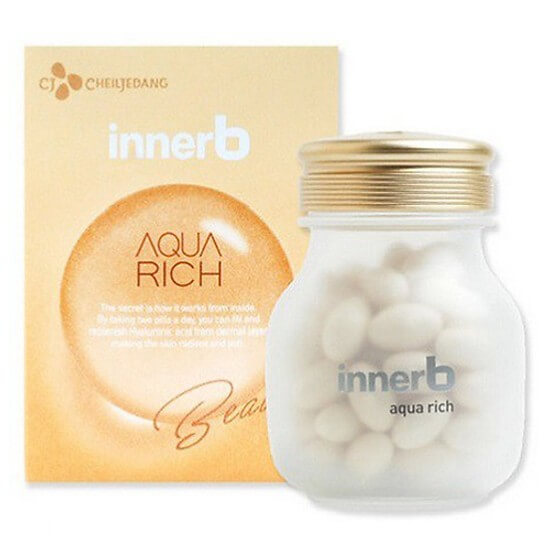 CJ CHEILJEDANG
innerb
AQUA
RICH
The secret is how it works from inside.
By taking two pills a day, you can fill and
replenish Hyaluronic acid from dermal layer
making the skin radiant and
innerb
aqua rich